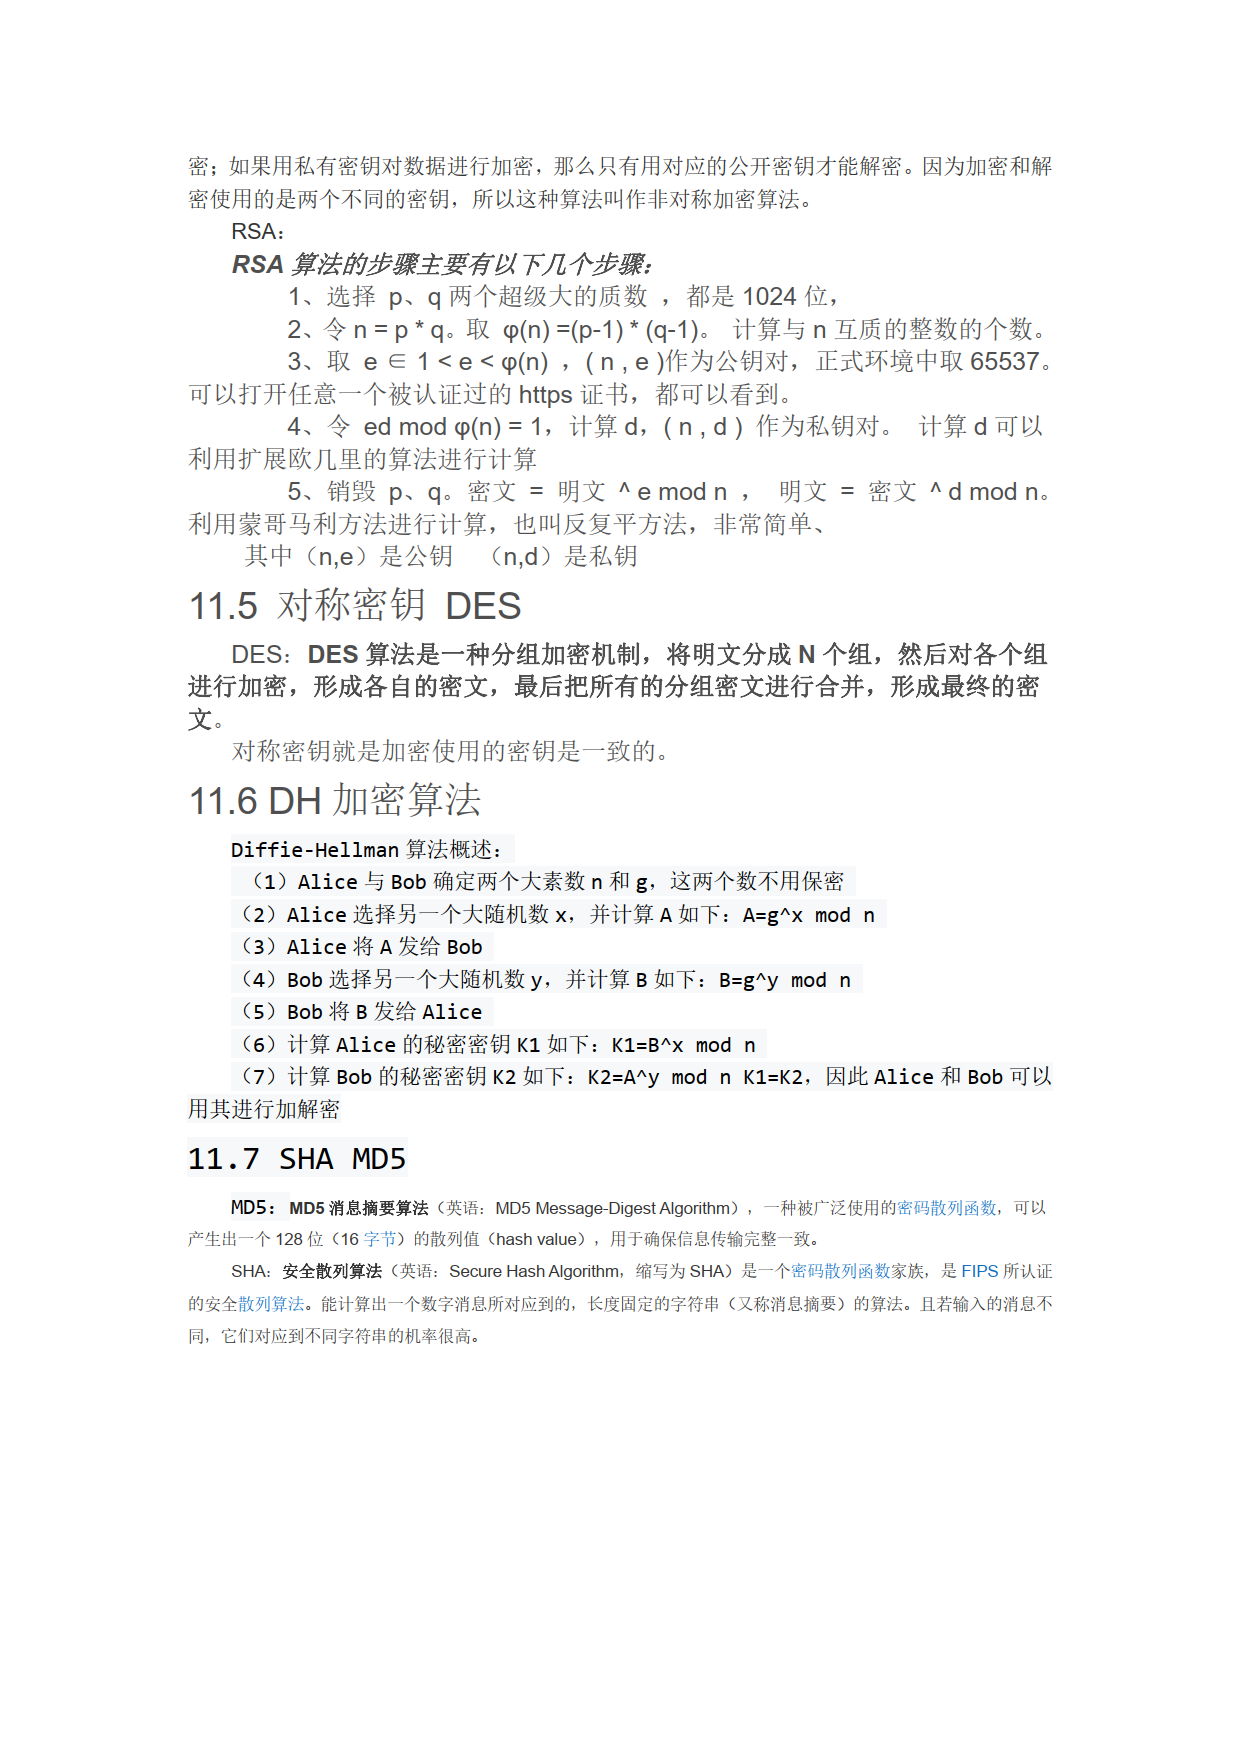 密；如果用私有密钥对数据进行加密，那么只有用对应的公开密钥才能解密。因为加密和解
密使用的是两个不同的密钥，所以这种算法叫作非对称加密算法。
RSA：
RSA 算法的步骤主要有以下几个步骤：
1、选择 p、q 两个超级大的质数 ，都是 1024 位，
2、令 n = p * q。取 φ(n) =(p-1) * (q-1)。 计算与 n 互质的整数的个数。
3、取 e ∈ 1 < e < φ(n) ，( n , e )作为公钥对，正式环境中取 65537。
可以打开任意一个被认证过的 https 证书，都可以看到。
4、令 ed mod φ(n) = 1，计算 d，( n , d ) 作为私钥对。 计算 d 可以
利用扩展欧几里的算法进行计算
5、销毁 p、q。密文 = 明文 ^ e mod n ， 明文 = 密文 ^ d mod n。
利用蒙哥马利方法进行计算，也叫反复平方法，非常简单、
其中（n,e）是公钥 （n,d）是私钥
11.5 对称密钥 DES
DES：DES 算法是一种分组加密机制，将明文分成 N 个组，然后对各个组
进行加密，形成各自的密文，最后把所有的分组密文进行合并，形成最终的密
文。
对称密钥就是加密使用的密钥是一致的。
11.6 DH 加密算法
Diffie-Hellman 算法概述：
（1）Alice 与 Bob 确定两个大素数 n 和 g，这两个数不用保密
（2）Alice 选择另一个大随机数 x，并计算 A 如下：A=g^x mod n
（3）Alice 将 A 发给 Bob
（4）Bob 选择另一个大随机数 y，并计算 B 如下：B=g^y mod n
（5）Bob 将 B 发给 Alice
（6）计算 Alice 的秘密密钥 K1 如下：K1=B^x mod n
（7）计算 Bob 的秘密密钥 K2 如下：K2=A^y mod n K1=K2，因此 Alice 和 Bob 可以
用其进行加解密
11.7 SHA MD5
MD5：MD5 消息摘要算法（英语：MD5 Message-Digest Algorithm），一种被广泛使用的密码散列函数，可以
产生出一个 128 位（16 字节）的散列值（hash value），用于确保信息传输完整一致。
SHA：安全散列算法（英语：Secure Hash Algorithm，缩写为 SHA）是一个密码散列函数家族，是 FIPS 所认证
的安全散列算法。能计算出一个数字消息所对应到的，长度固定的字符串（又称消息摘要）的算法。且若输入的消息不
同，它们对应到不同字符串的机率很高。